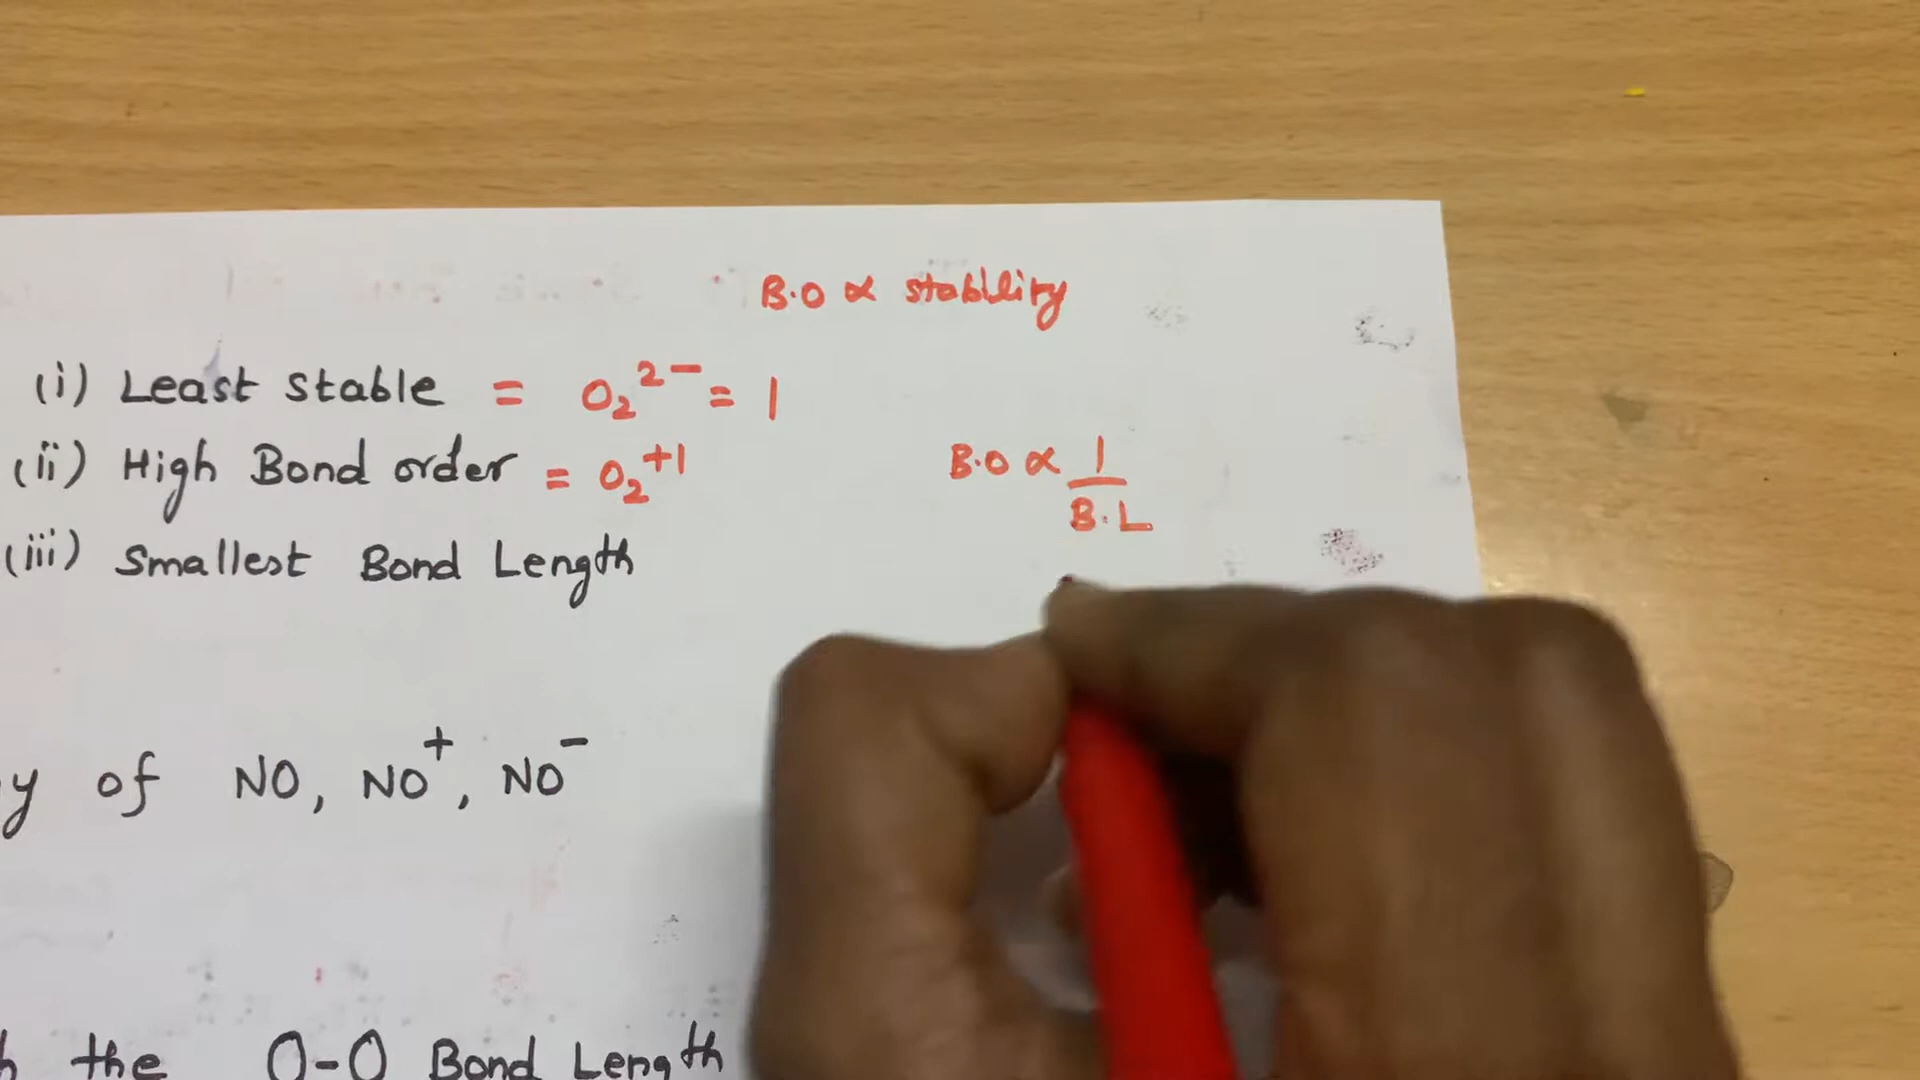 B.O ∝ stability
(i) Least stable = O₂²⁻ = 1
(ii) High Bond order = O₂⁺¹
B.O ∝ 1/B.L
(iii) Smallest Bond Length
y of NO, NO⁺, NO⁻
the O-O Bond Length